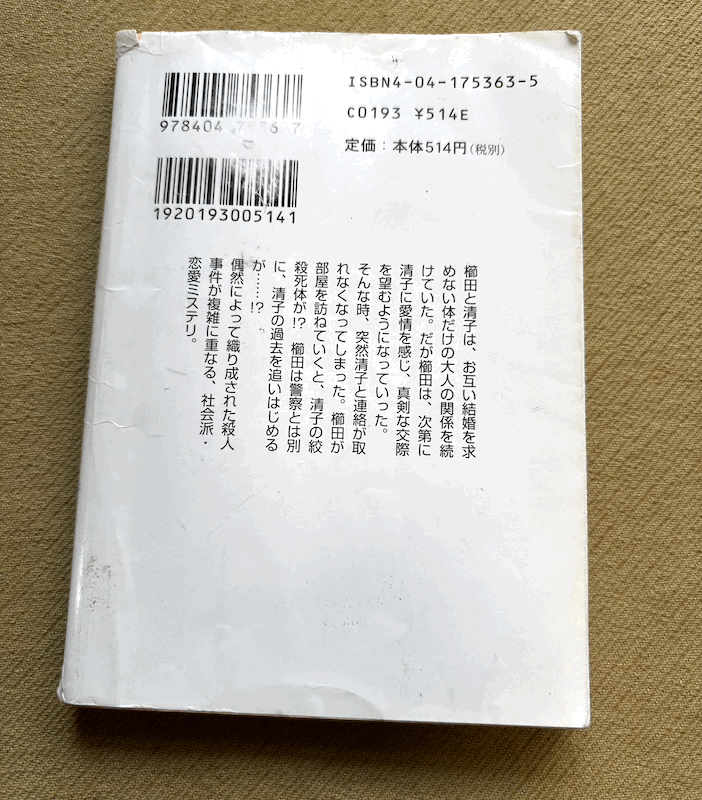 ISBN4-04-175363-5
C0193 ¥514E
定価：本体514円（税別）
1920193005141
櫛田と清子は、お互い結婚を求
めない体だけの大人の関係を続
けていた。だが櫛田は、次第に
清子に愛情を感じ、真剣な交際
を望むようになっていった。
そんな時、突然清子と連絡が取
れなくなってしまった。櫛田が
部屋を訪ねていくと、清子の絞
殺死体が!?　櫛田は警察とは別
に、清子の過去を追いはじめる
が……!?
偶然によって織り成された殺人
事件が複雑に重なる、社会派・
恋愛ミステリ。